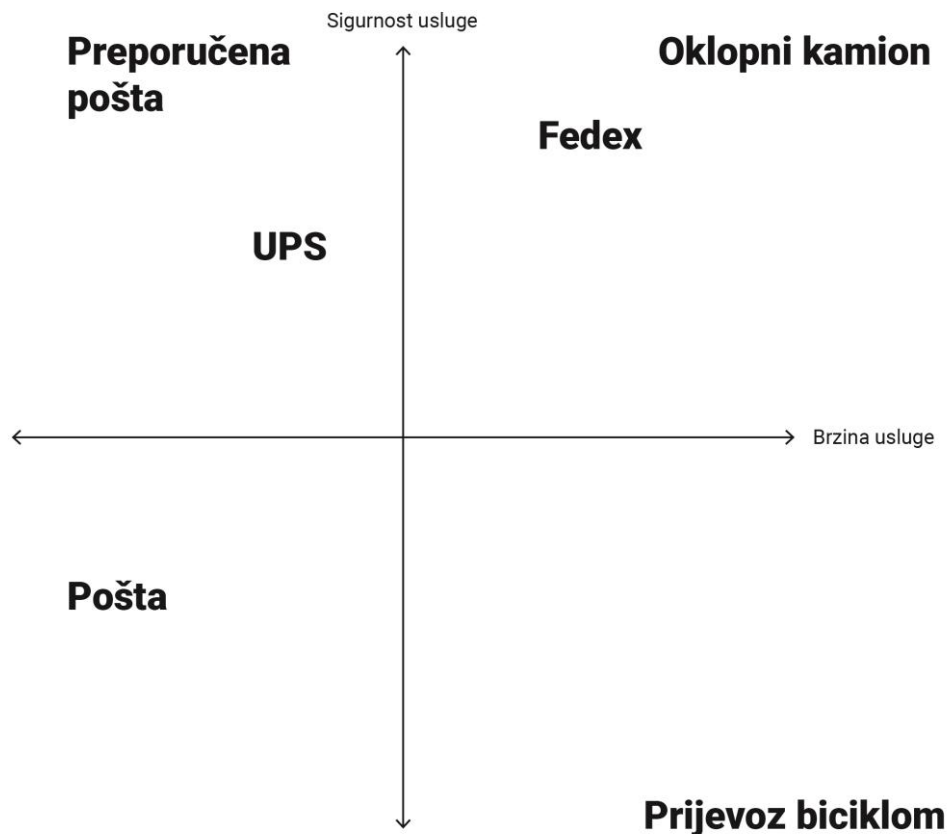 Sigurnost usluge
Preporučena
pošta
Oklopni kamion
Fedex
UPS
Brzina usluge
Pošta
Prijevoz biciklom